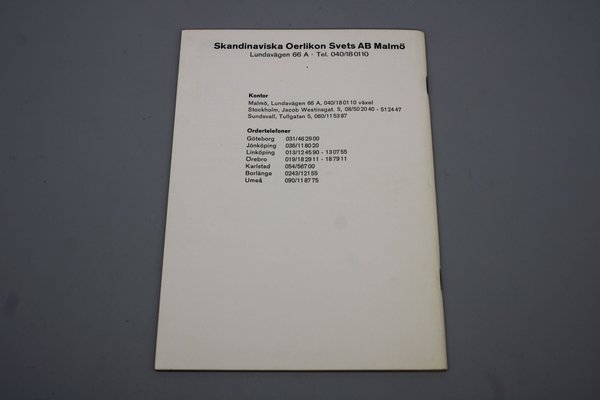 Skandinaviska Oerlikon Svets AB Malmö
Lundavägen 66 A · Tel. 040/18 01 10
Kontor
Malmö, Lundavägen 66 A. 040/18 01 10 växel
Stockholm, Jacob Westinsgat. 5, 08/50 20 40 - 51 24 47
Sundsvall, Tullgatan 5, 060/11 53 87
Ordertelefoner
Göteborg 031/46 29 00
Jönköping 036/11 80 20
Linköping 013/12 45 90 - 13 07 55
Örebro 019/18 29 11 - 18 79 11
Karlstad 054/567 00
Borlänge 0243/121 55
Umeå 090/11 87 75